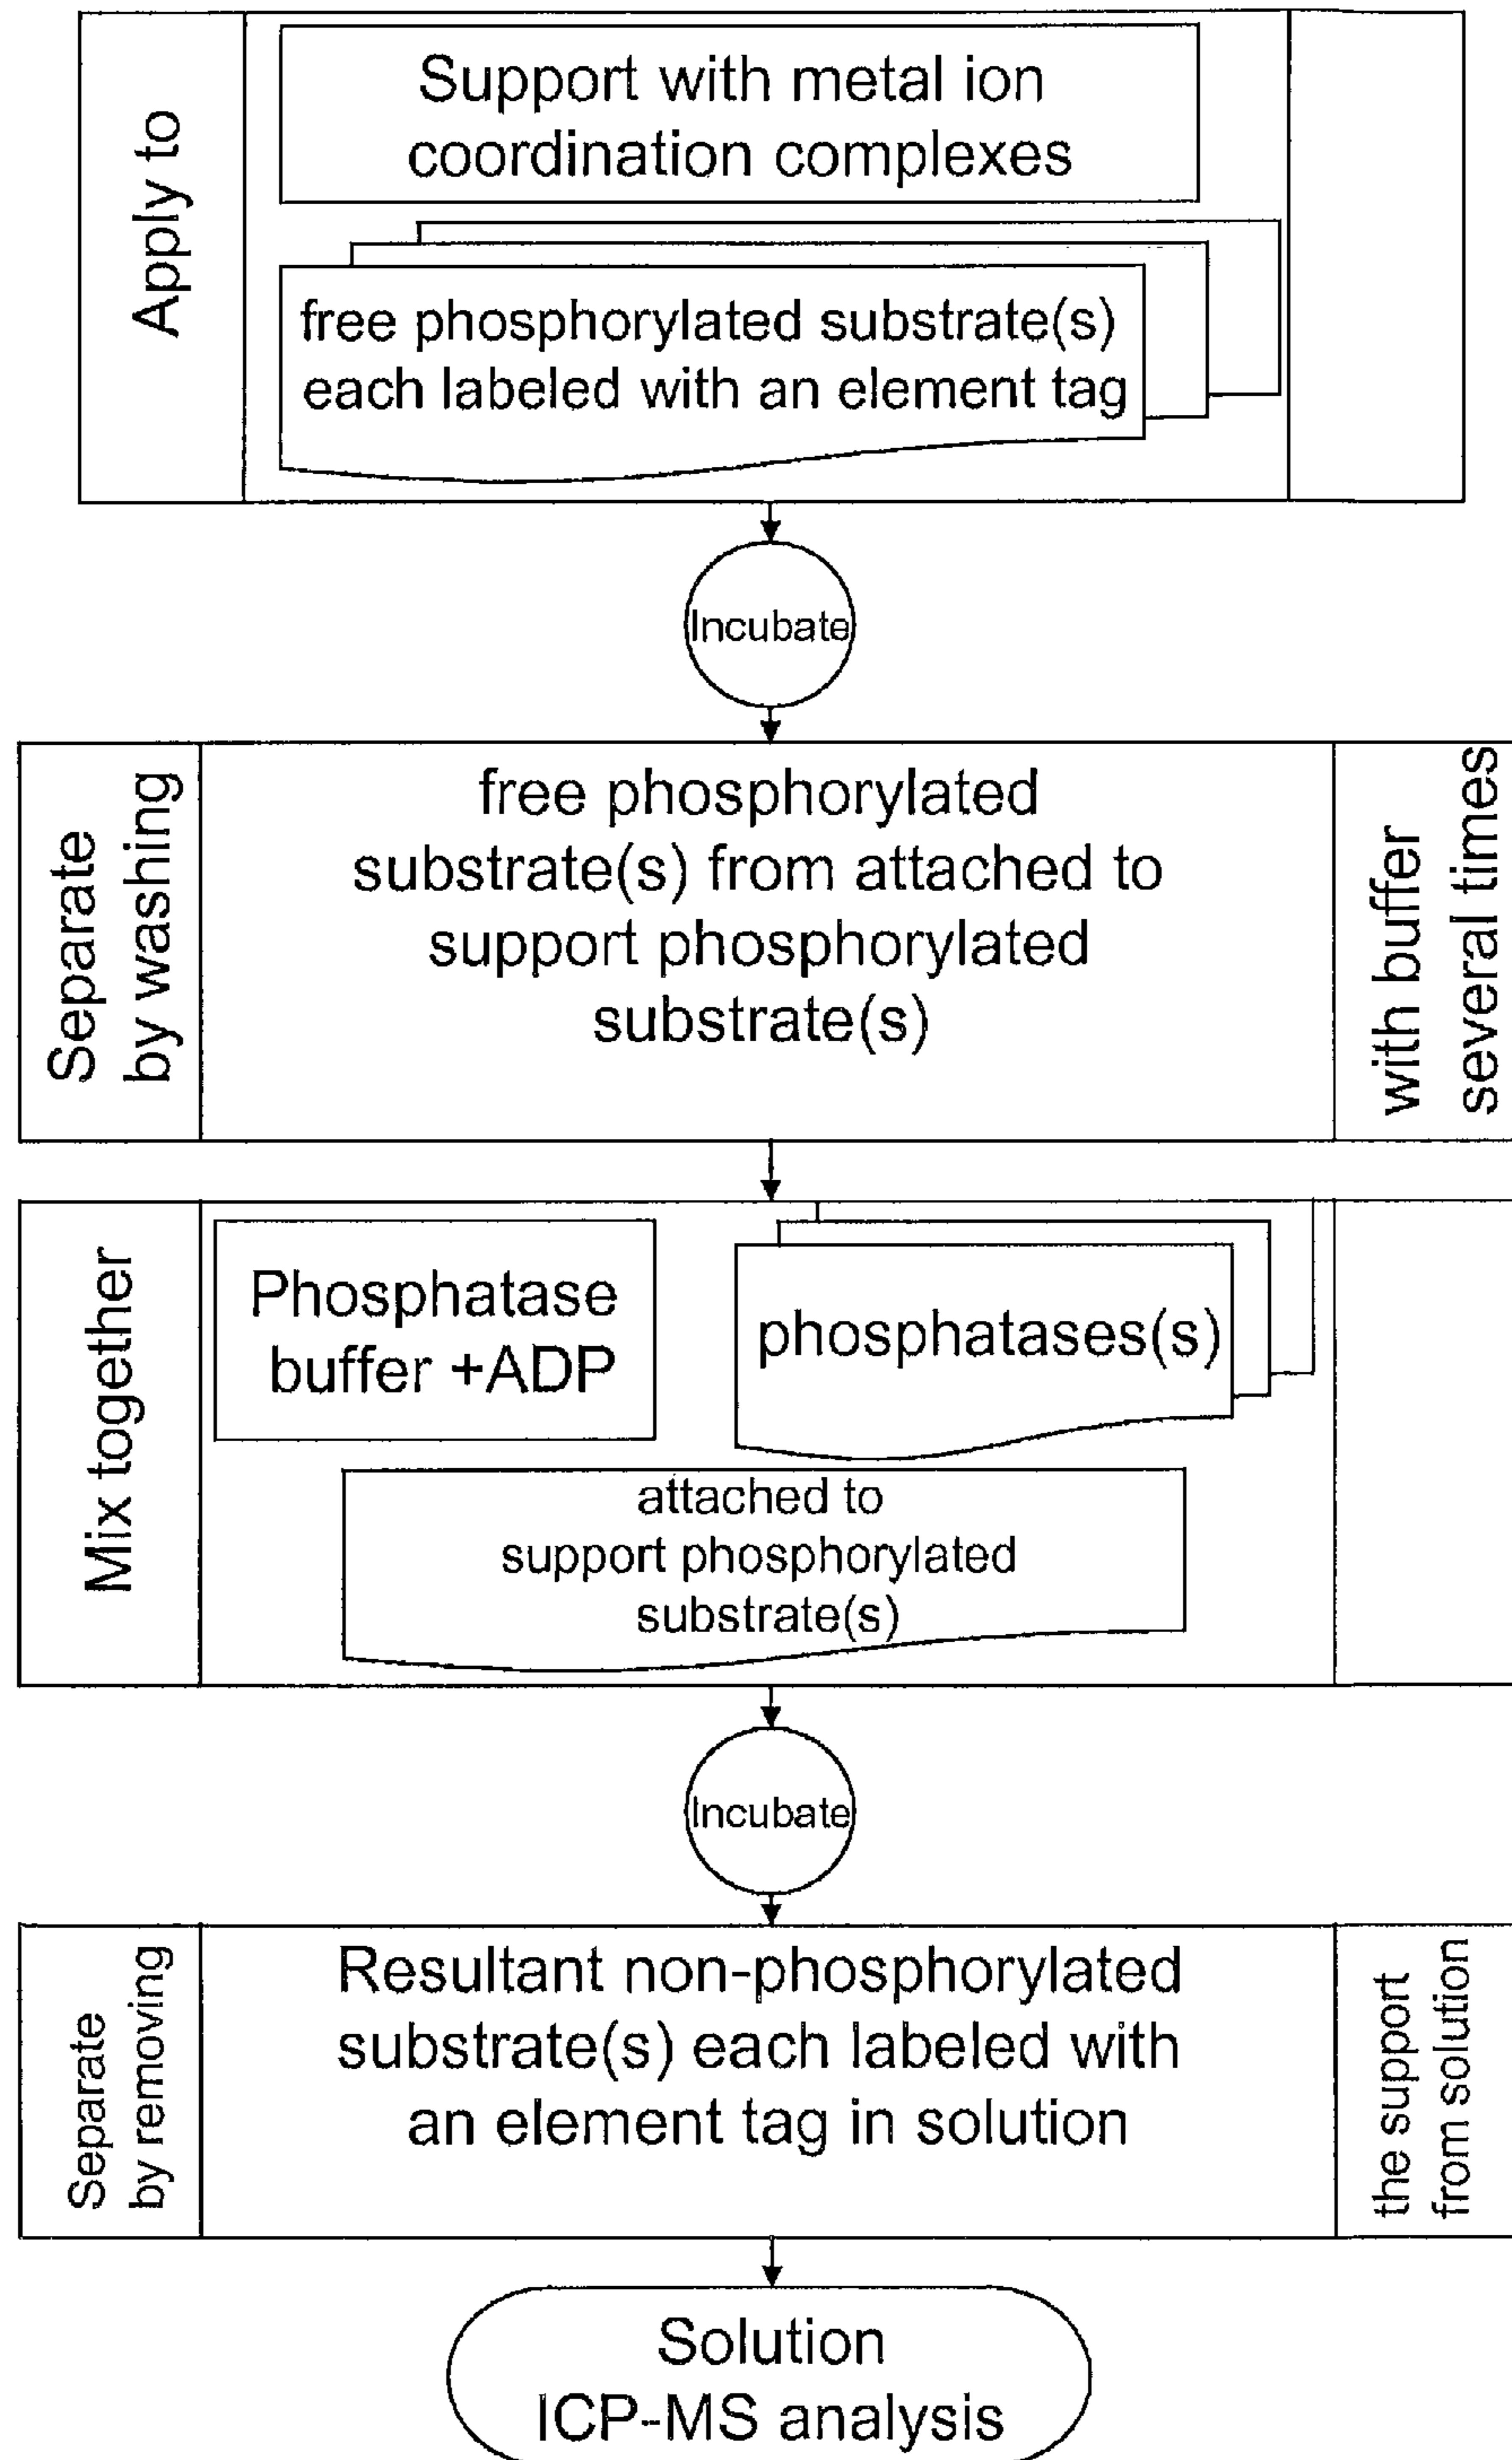 Apply to
Support with metal ion
coordination complexes
free phosphorylated substrate(s)
each labeled with an element tag
Incubate
Separate
by washing
free phosphorylated
substrate(s) from attached to
support phosphorylated
substrate(s)
with buffer
several times
Mix together
Phosphatase
buffer +ADP
phosphatases(s)
attached to
support phosphorylated
substrate(s)
Incubate
Separate
by removing
Resultant non-phosphorylated
substrate(s) each labeled with
an element tag in solution
the support
from solution
Solution
ICP-MS analysis